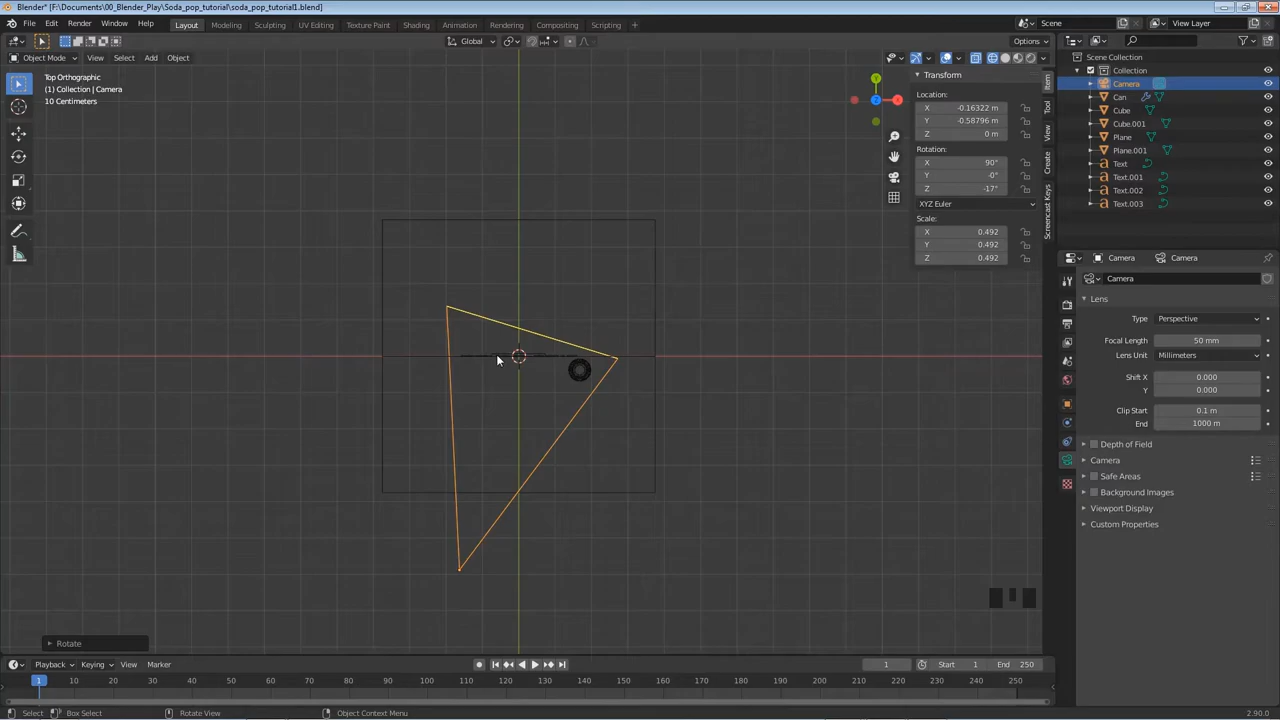 Blender* [F:\Documents\00_Blender_Play\Soda_pop_tutorial\soda_pop_tutorial1.blend]
File Edit Render Window Help Layout Modeling Sculpting UV Editing Texture Paint Shading Animation Rendering Compositing Scripting Scene View Layer
Global Options
Object Mode View Select Add Object
Top Orthographic
(1) Collection | Camera
10 Centimeters
Y
X
Z
Transform
Location:
X -0.16322 m
Y -0.58796 m
Z 0 m
Rotation:
X 90°
Y -0°
Z -17°
XYZ Euler
Scale:
X 0.492
Y 0.492
Z 0.492
Item
Tool
View
Create
Screencast Keys
Scene Collection
Collection
Camera
Can
Cube
Cube.001
Plane
Plane.001
Text
Text.001
Text.002
Text.003
Camera Camera
Camera
Lens
Type Perspective
Focal Length 50 mm
Lens Unit Millimeters
Shift X 0.000
Y 0.000
Clip Start 0.1 m
End 1000 m
Depth of Field
Camera
Safe Areas
Background Images
Viewport Display
Custom Properties
Rotate
Playback Keying View Marker 1 Start 1 End 250
1 10 20 30 40 50 60 70 80 90 100 110 120 130 140 150 160 170 180 190 200 210 220 230 240 250
Select Box Select Rotate View Object Context Menu 2.90.0